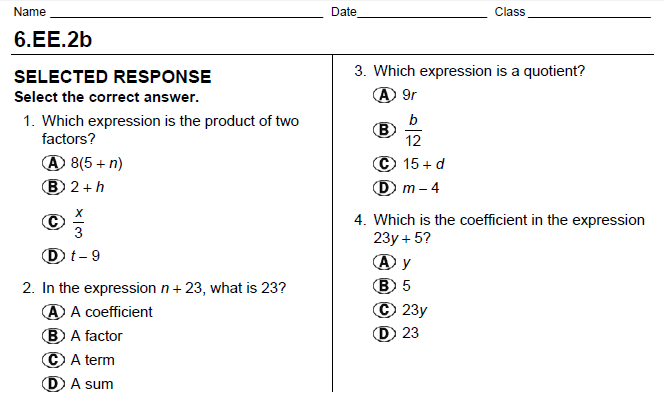 Name ____________ Date____________ Class____________
6.EE.2b
SELECTED RESPONSE
Select the correct answer.
1. Which expression is the product of two
factors?
Ⓐ 8(5 + n)
Ⓑ 2 + h
Ⓒ x/3
Ⓓ t – 9
2. In the expression n + 23, what is 23?
Ⓐ A coefficient
Ⓑ A factor
Ⓒ A term
Ⓓ A sum
3. Which expression is a quotient?
Ⓐ 9r
Ⓑ b/12
Ⓒ 15 + d
Ⓓ m – 4
4. Which is the coefficient in the expression
23y + 5?
Ⓐ y
Ⓑ 5
Ⓒ 23y
Ⓓ 23